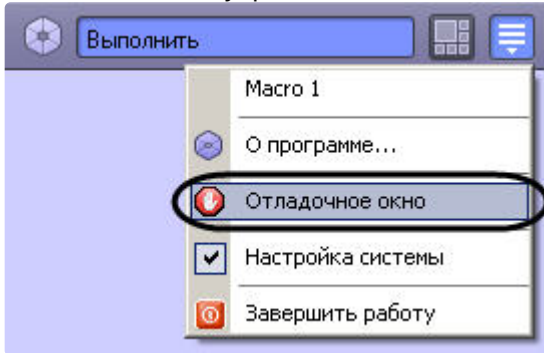 Выполнить
Macro 1
О программе...
Отладочное окно
Настройка системы
Завершить работу